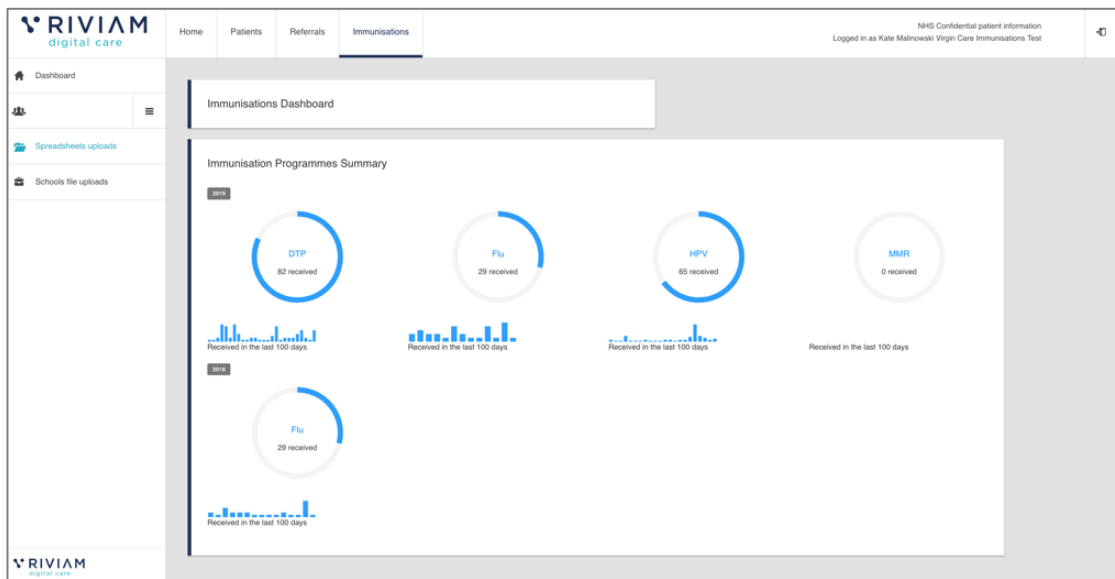 RIVIAM
digital care
Home
Patients
Referrals
Immunisations
NHS Confidential patient information
Logged in as Kate Malinowski Virgin Care Immunisations Test
Dashboard
Spreadsheets uploads
Schools file uploads
Immunisations Dashboard
Immunisation Programmes Summary
2019
DTP
82 received
Flu
29 received
HPV
65 received
MMR
0 received
Received in the last 100 days
Received in the last 100 days
Received in the last 100 days
Received in the last 100 days
2018
Flu
29 received
Received in the last 100 days
RIVIAM
digital care